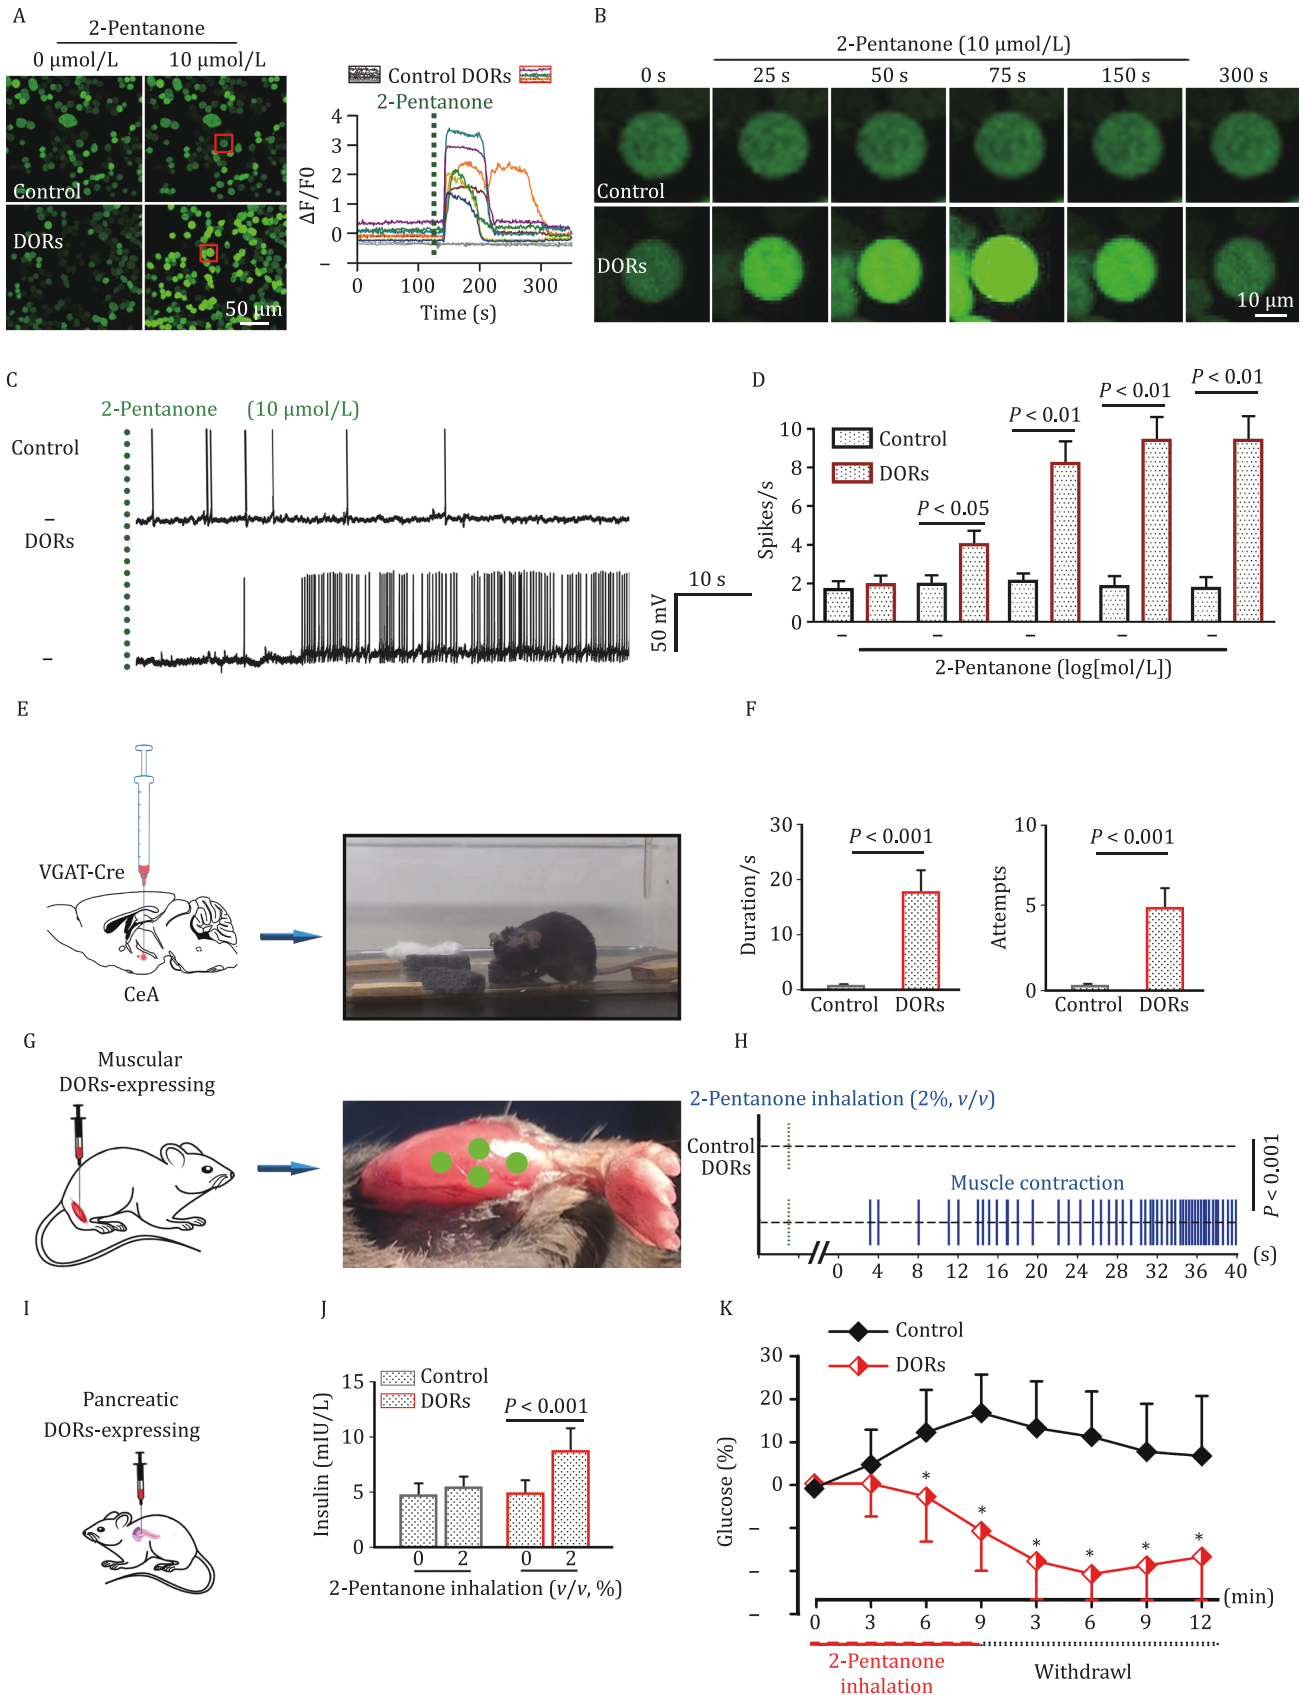 A
2-Pentanone
0 μmol/L 10 μmol/L
Control
DORs
50 μm
Control DORs
2-Pentanone
ΔF/F0
4
3
2
1
0
–
0 100 200 300
Time (s)
B
2-Pentanone (10 μmol/L)
0 s 25 s 50 s 75 s 150 s 300 s
Control
DORs
10 μm
C
2-Pentanone (10 μmol/L)
Control
–
DORs
–
10 s
50 mV
D
P < 0.01
P < 0.01
P < 0.01
P < 0.05
Control
DORs
Spikes/s
10
8
6
4
2
0
– – – – –
2-Pentanone (log[mol/L])
E
VGAT-Cre
CeA
F
Duration/s
30
20
10
0
P < 0.001
Control DORs
Attempts
10
5
0
P < 0.001
Control DORs
G
Muscular
DORs-expressing
H
2-Pentanone inhalation (2%, v/v)
Control
DORs
Muscle contraction
P < 0.001
0 4 8 12 16 20 24 28 32 36 40 (s)
I
Pancreatic
DORs-expressing
J
Control
DORs
P < 0.001
Insulin (mIU/L)
15
10
5
0
0 2 0 2
2-Pentanone inhalation (v/v, %)
K
Control
DORs
Glucose (%)
30
20
10
0
–
–
–
* * * * * *
0 3 6 9 3 6 9 12 (min)
2-Pentanone
inhalation
Withdrawl